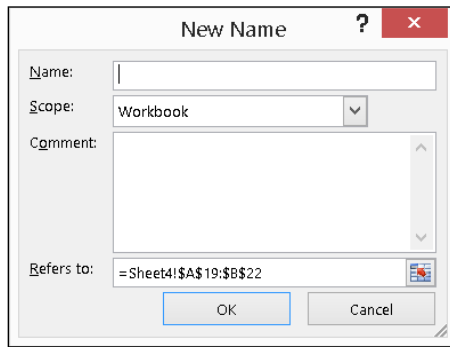 New Name ?
Name:
Scope: Workbook
Comment:
Refers to: =Sheet4!$A$19:$B$22
OK Cancel